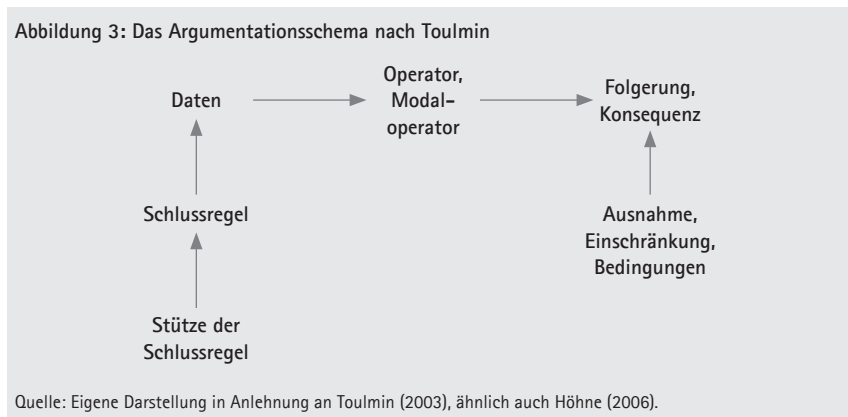 Abbildung 3: Das Argumentationsschema nach Toulmin
Daten
Operator,
Modal-
operator
Folgerung,
Konsequenz
Schlussregel
Ausnahme,
Einschränkung,
Bedingungen
Stütze der
Schlussregel
Quelle: Eigene Darstellung in Anlehnung an Toulmin (2003), ähnlich auch Höhne (2006).